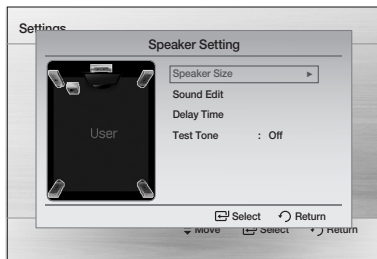 Settings
Speaker Setting
User
Speaker Size ►
Sound Edit
Delay Time
Test Tone : Off
Select Return
Move Select Return